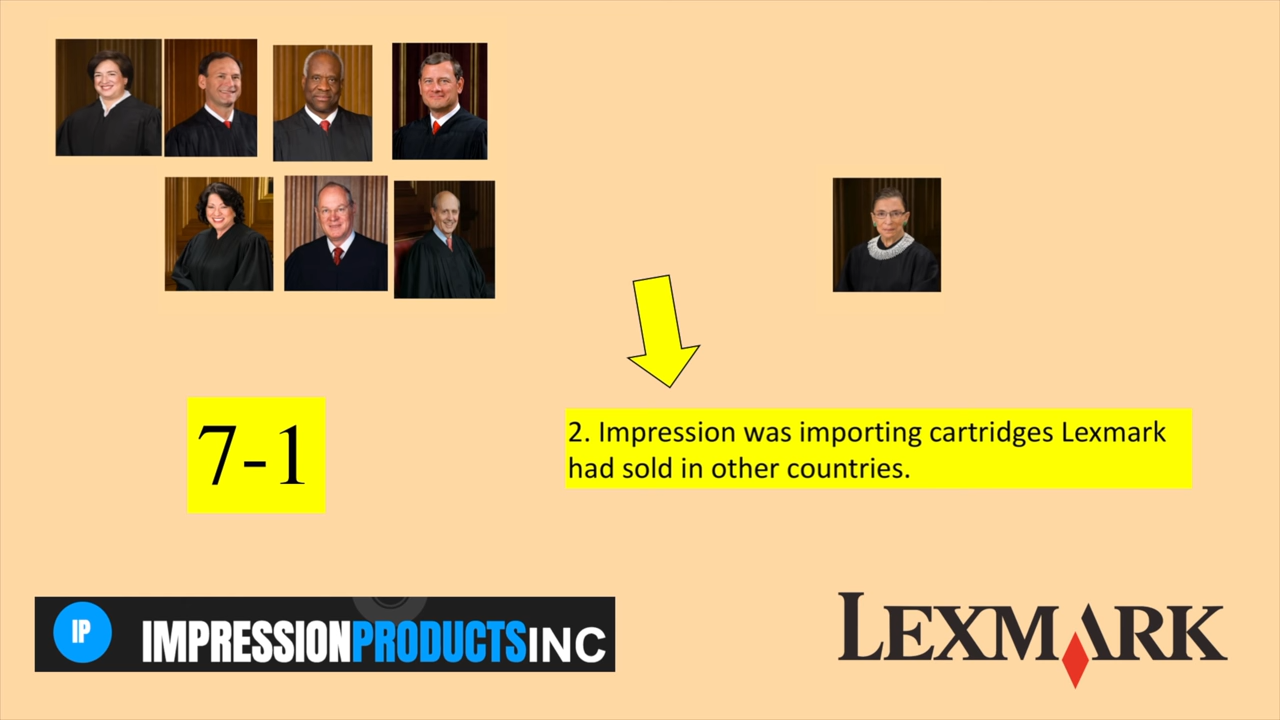 7-1
2. Impression was importing cartridges Lexmark
had sold in other countries.
IP IMPRESSIONPRODUCTSINC
LEXMARK